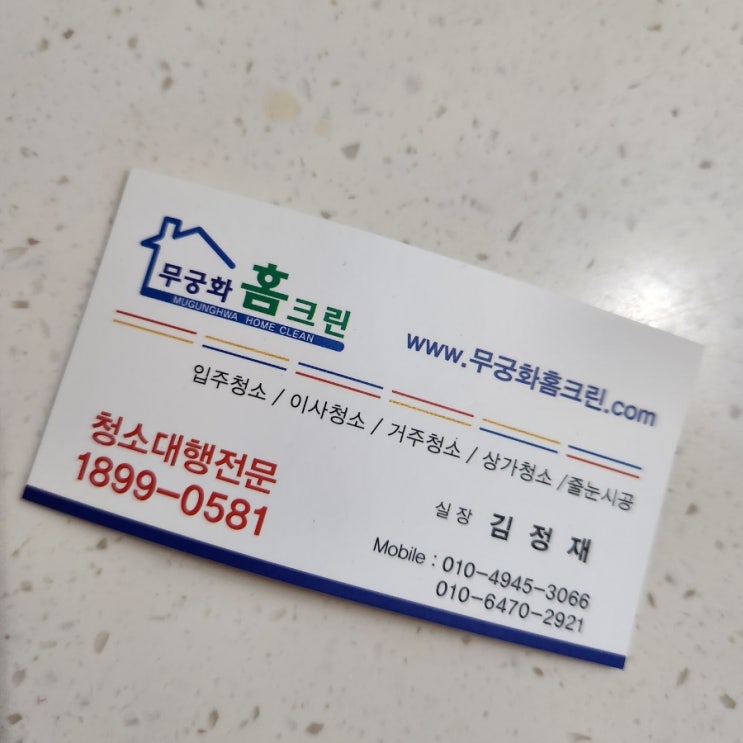 무궁화 홈크린
MUGUNGHWA HOME CLEAN
www.무궁화홈크린.com
입주청소 / 이사청소 / 거주청소 / 상가청소 /줄눈시공
청소대행전문
1899-0581
실장 김정재
Mobile : 010-4945-3066
010-6470-2921